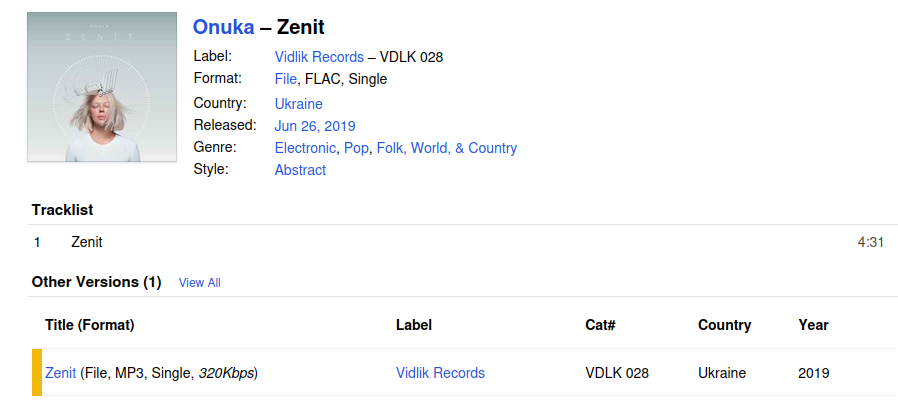 ONUKA
ZENIT
Onuka – Zenit
Label: Vidlik Records – VDLK 028
Format: File, FLAC, Single
Country: Ukraine
Released: Jun 26, 2019
Genre: Electronic, Pop, Folk, World, & Country
Style: Abstract
Tracklist
1 Zenit 4:31
Other Versions (1) View All
Title (Format) Label Cat# Country Year
Zenit (File, MP3, Single, 320Kbps) Vidlik Records VDLK 028 Ukraine 2019